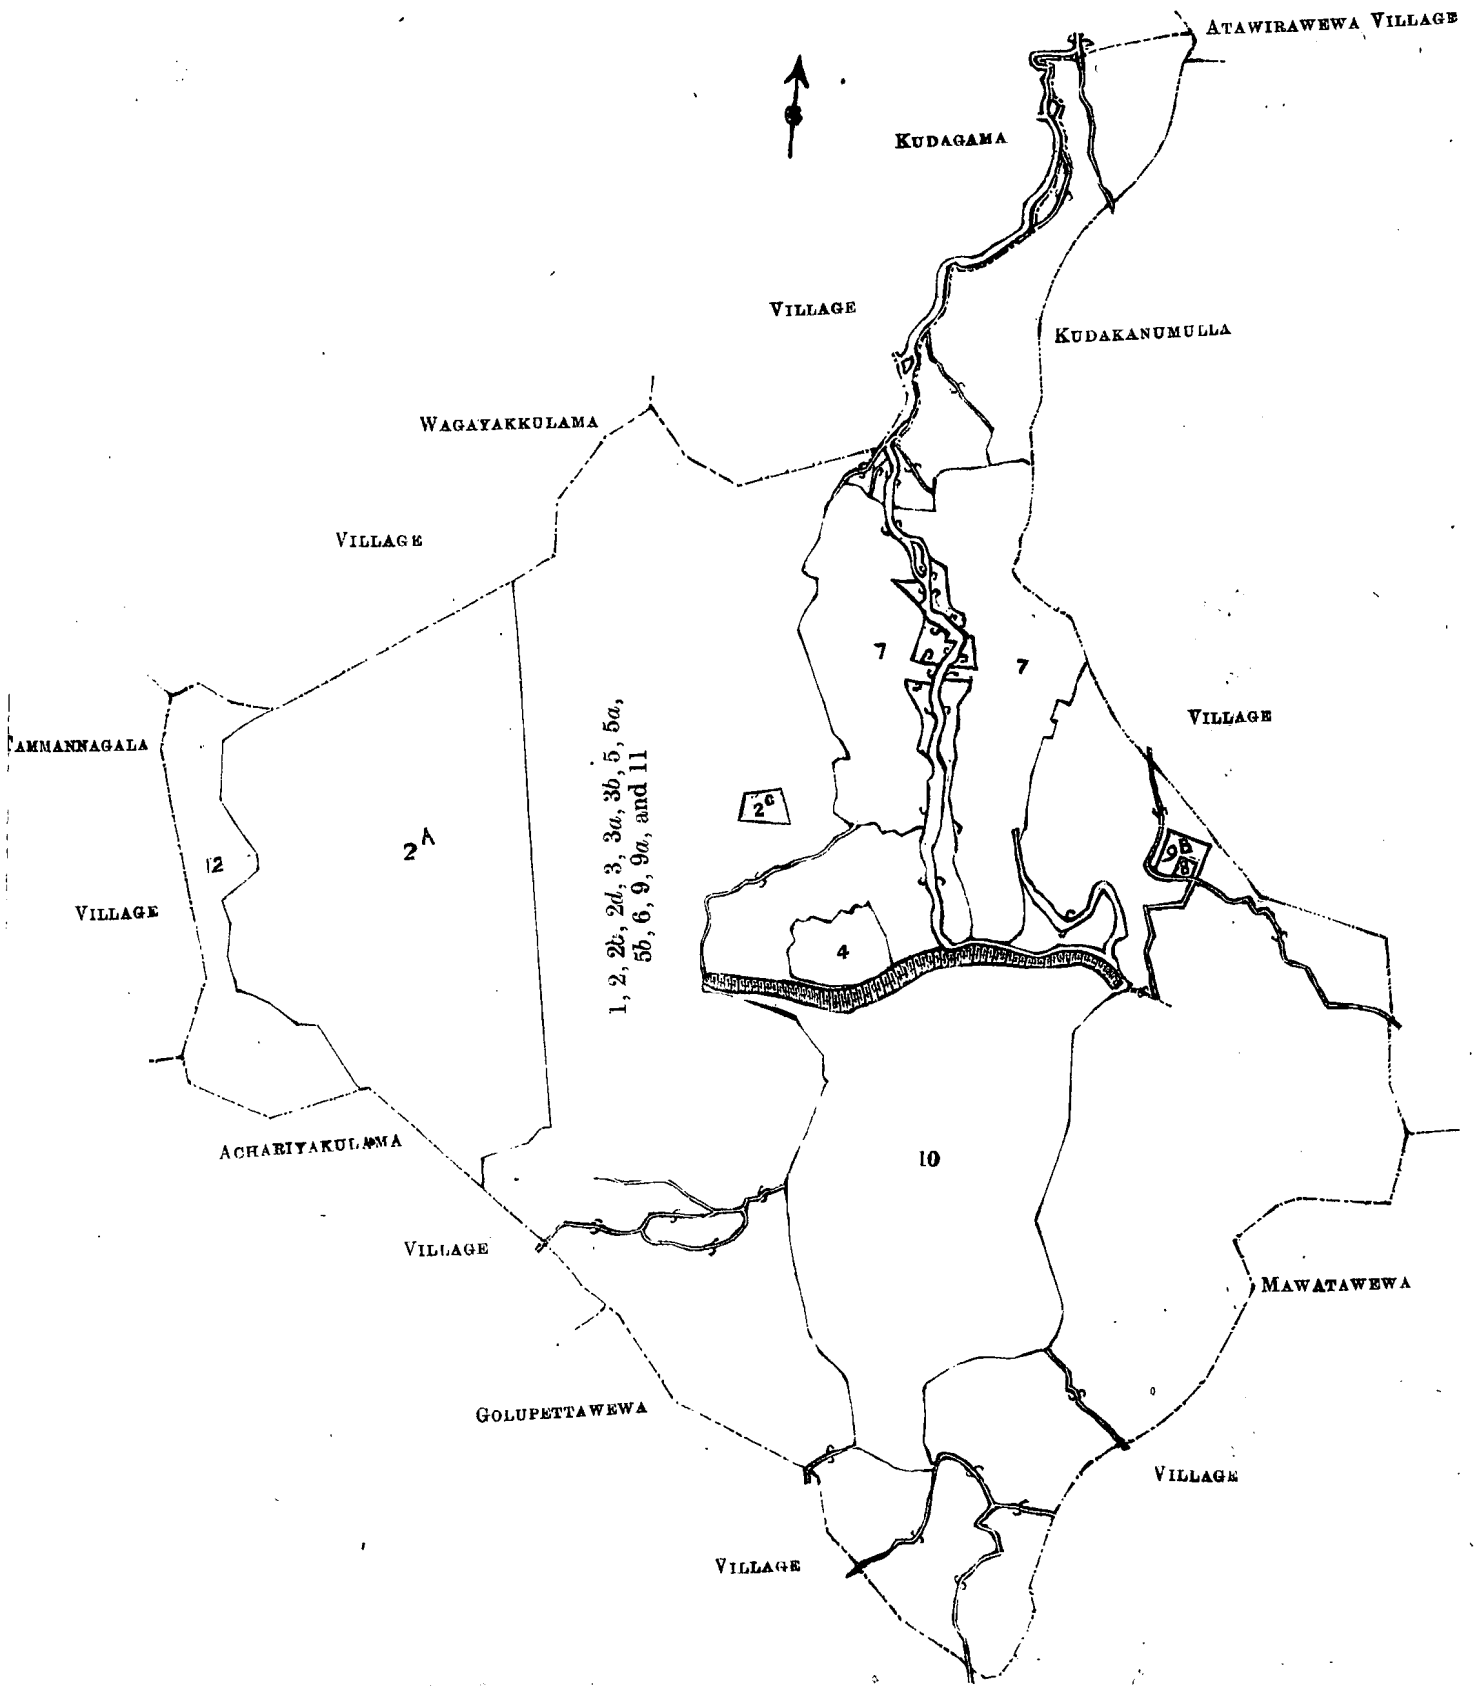 ATAWIRAWEWA VILLAGE
KUDAGAMA
VILLAGE
KUDAKANUMULLA
WAGAYAKKULAMA
VILLAGE
7
7
VILLAGE
AMMANNAGALA
1, 2, 2b, 2d, 3, 3a, 3b, 5, 5a,
5b, 6, 9, 9a, and 11
2C
2A
12
9B
8
VILLAGE
4
ACHARIYAKULAMA
10
VILLAGE
MAWATAWEWA
GOLUPETTAWEWA
VILLAGE
VILLAGE